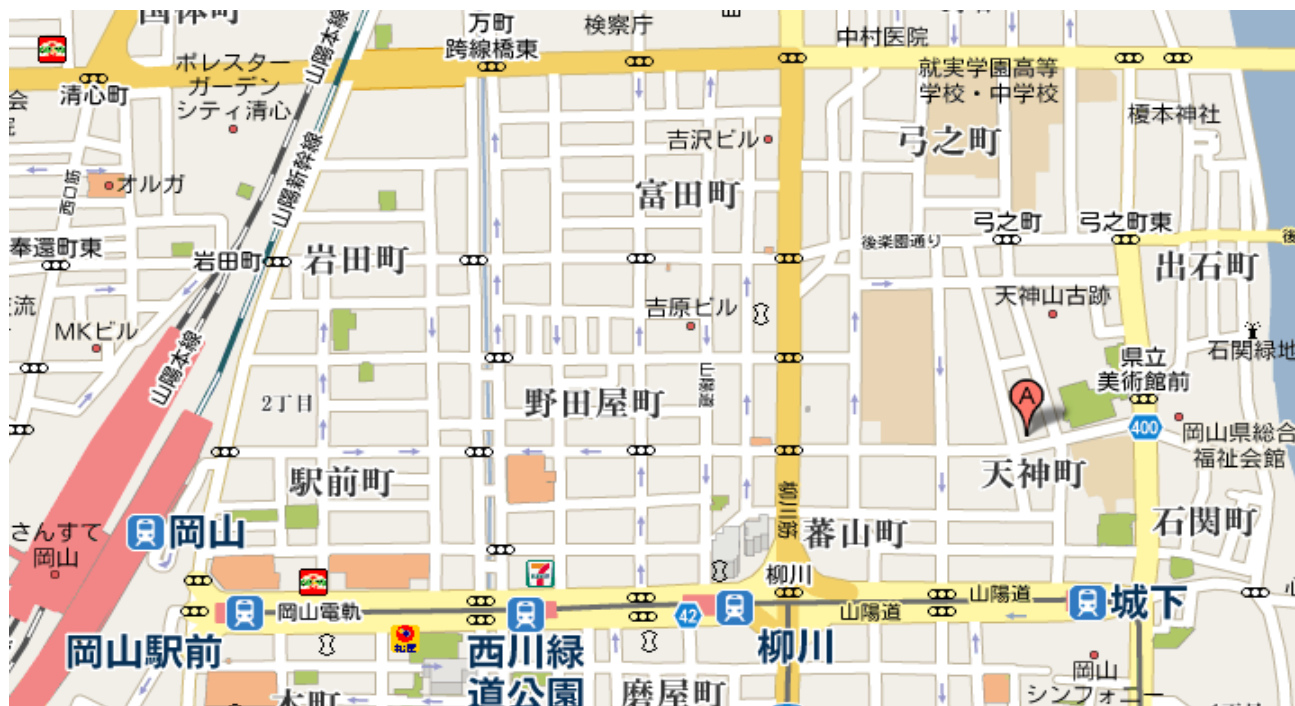 国体町
山陽本線
万町
跨線橋東
検察庁
中村医院
ポレスター
ガーデン
シティ清心
清心町
就実学園高等
学校・中学校
榎本神社
吉沢ビル
弓之町
山陽新幹線
オルガ
西口筋
富田町
奉還町東
岩田町
岩田町
後楽園通り
弓之町
弓之町東
後
出石町
流
MKビル
吉原ビル
天神山古跡
石関緑地
山陽本線
県立
美術館前
2丁目
野田屋町
A
400
岡山県総合
福祉会館
駅前町
天神町
柳川筋
さんすて
岡山
岡山
蕃山町
石関町
柳川
岡山電軌
42
山陽道
山陽道
城下
岡山駅前
西川緑
道公園
柳川
本町
磨屋町
岡山
シンフォニー